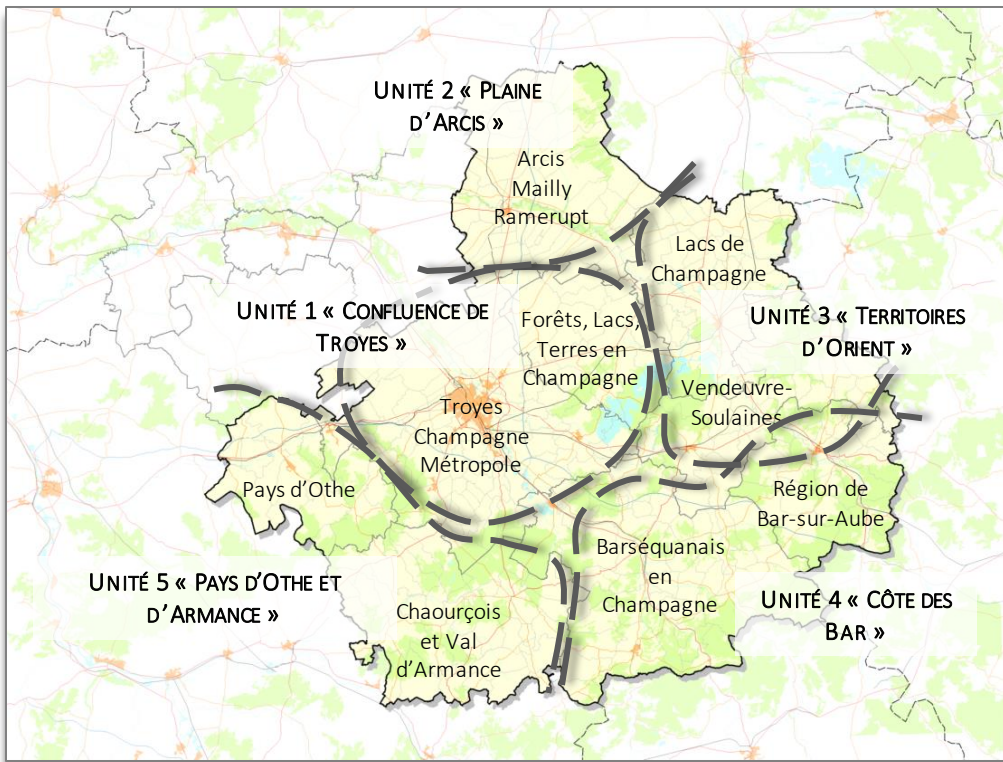 UNITÉ 2 « PLAINE
D’ARCIS »
Arcis
Mailly
Ramerupt
Lacs de
Champagne
UNITÉ 1 « CONFLUENCE DE
TROYES »
Forêts, Lacs,
Terres en
Champagne
UNITÉ 3 « TERRITOIRES
D’ORIENT »
Vendeuvre-
Soulaines
Troyes
Champagne
Métropole
Pays d’Othe
Région de
Bar-sur-Aube
Barséquanais
en
Champagne
UNITÉ 5 « PAYS D’OTHE ET
D’ARMANCE »
Chaourçois
et Val
d’Armance
UNITÉ 4 « CÔTE DES
BAR »